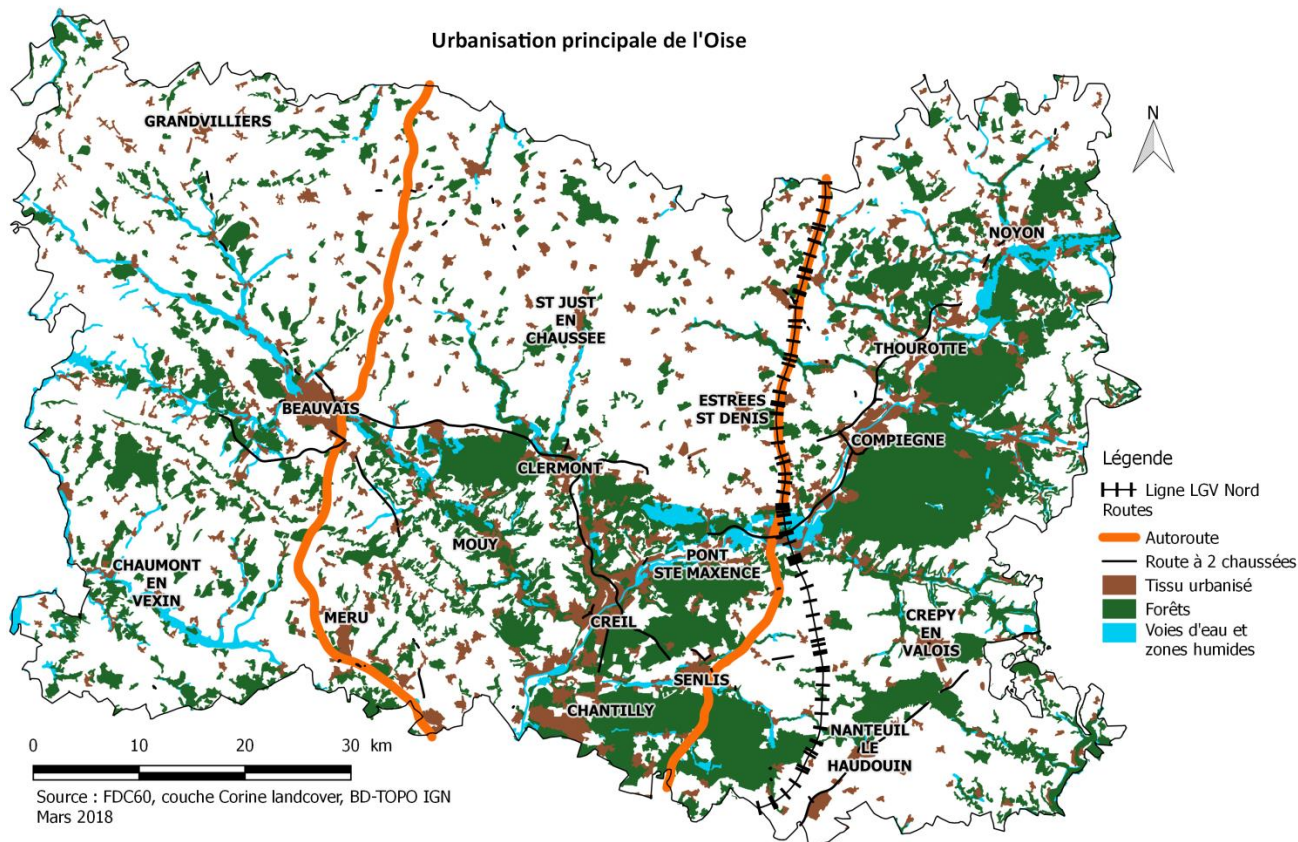 Urbanisation principale de l'Oise
GRANDVILLIERS
N
NOYON
ST JUST
EN
CHAUSSEE
THOUROTTE
BEAUVAIS
ESTREES
ST DENIS
COMPIEGNE
CLERMONT
MOUY
PONT
STE MAXENCE
CHAUMONT
EN
VEXIN
MERU
CREIL
CREPY
EN
VALOIS
SENLIS
CHANTILLY
NANTEUIL
LE
HAUDOUIN
Légende
Ligne LGV Nord
Routes
Autoroute
Route à 2 chaussées
Tissu urbanisé
Forêts
Voies d'eau et
zones humides
0 10 20 30 km
Source : FDC60, couche Corine landcover, BD-TOPO IGN
Mars 2018